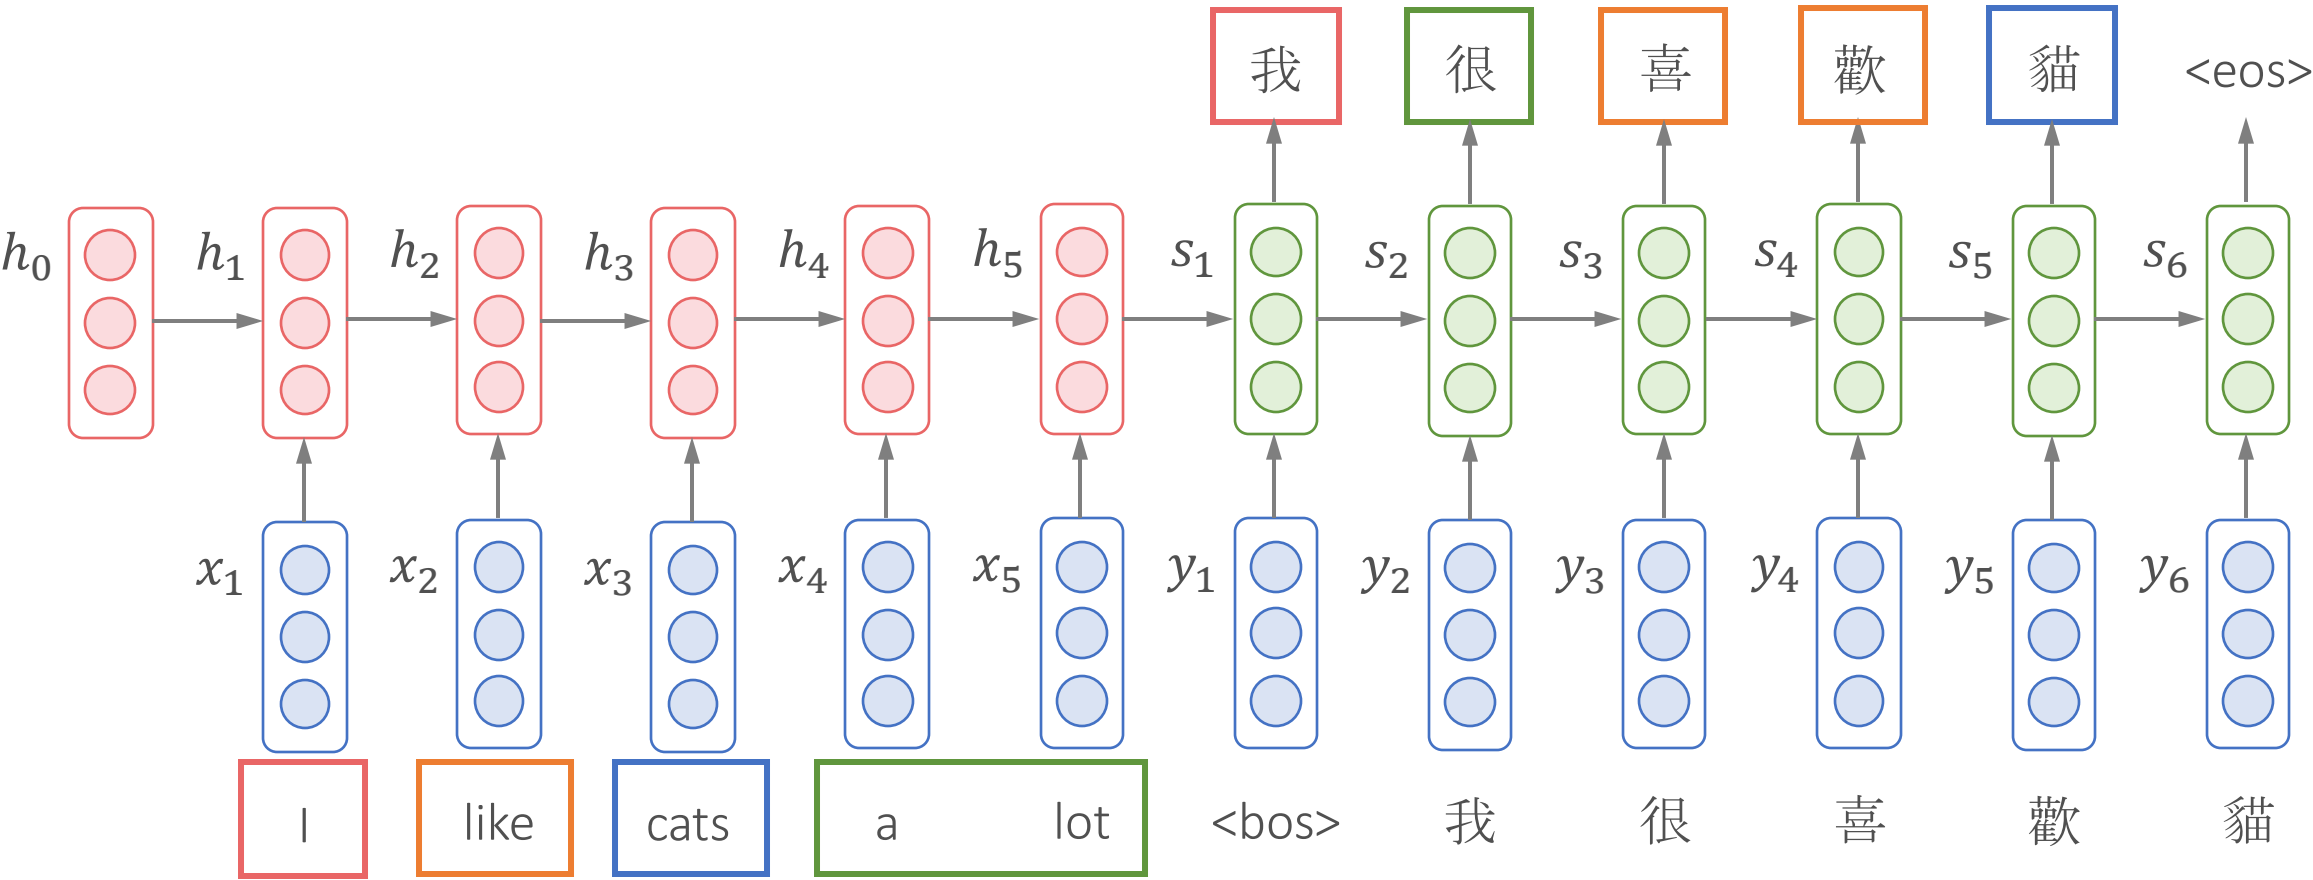 我 很 喜 歡 貓 <eos>
h₀ h₁ h₂ h₃ h₄ h₅ s₁ s₂ s₃ s₄ s₅ s₆
x₁ x₂ x₃ x₄ x₅ y₁ y₂ y₃ y₄ y₅ y₆
I like cats a lot <bos> 我 很 喜 歡 貓